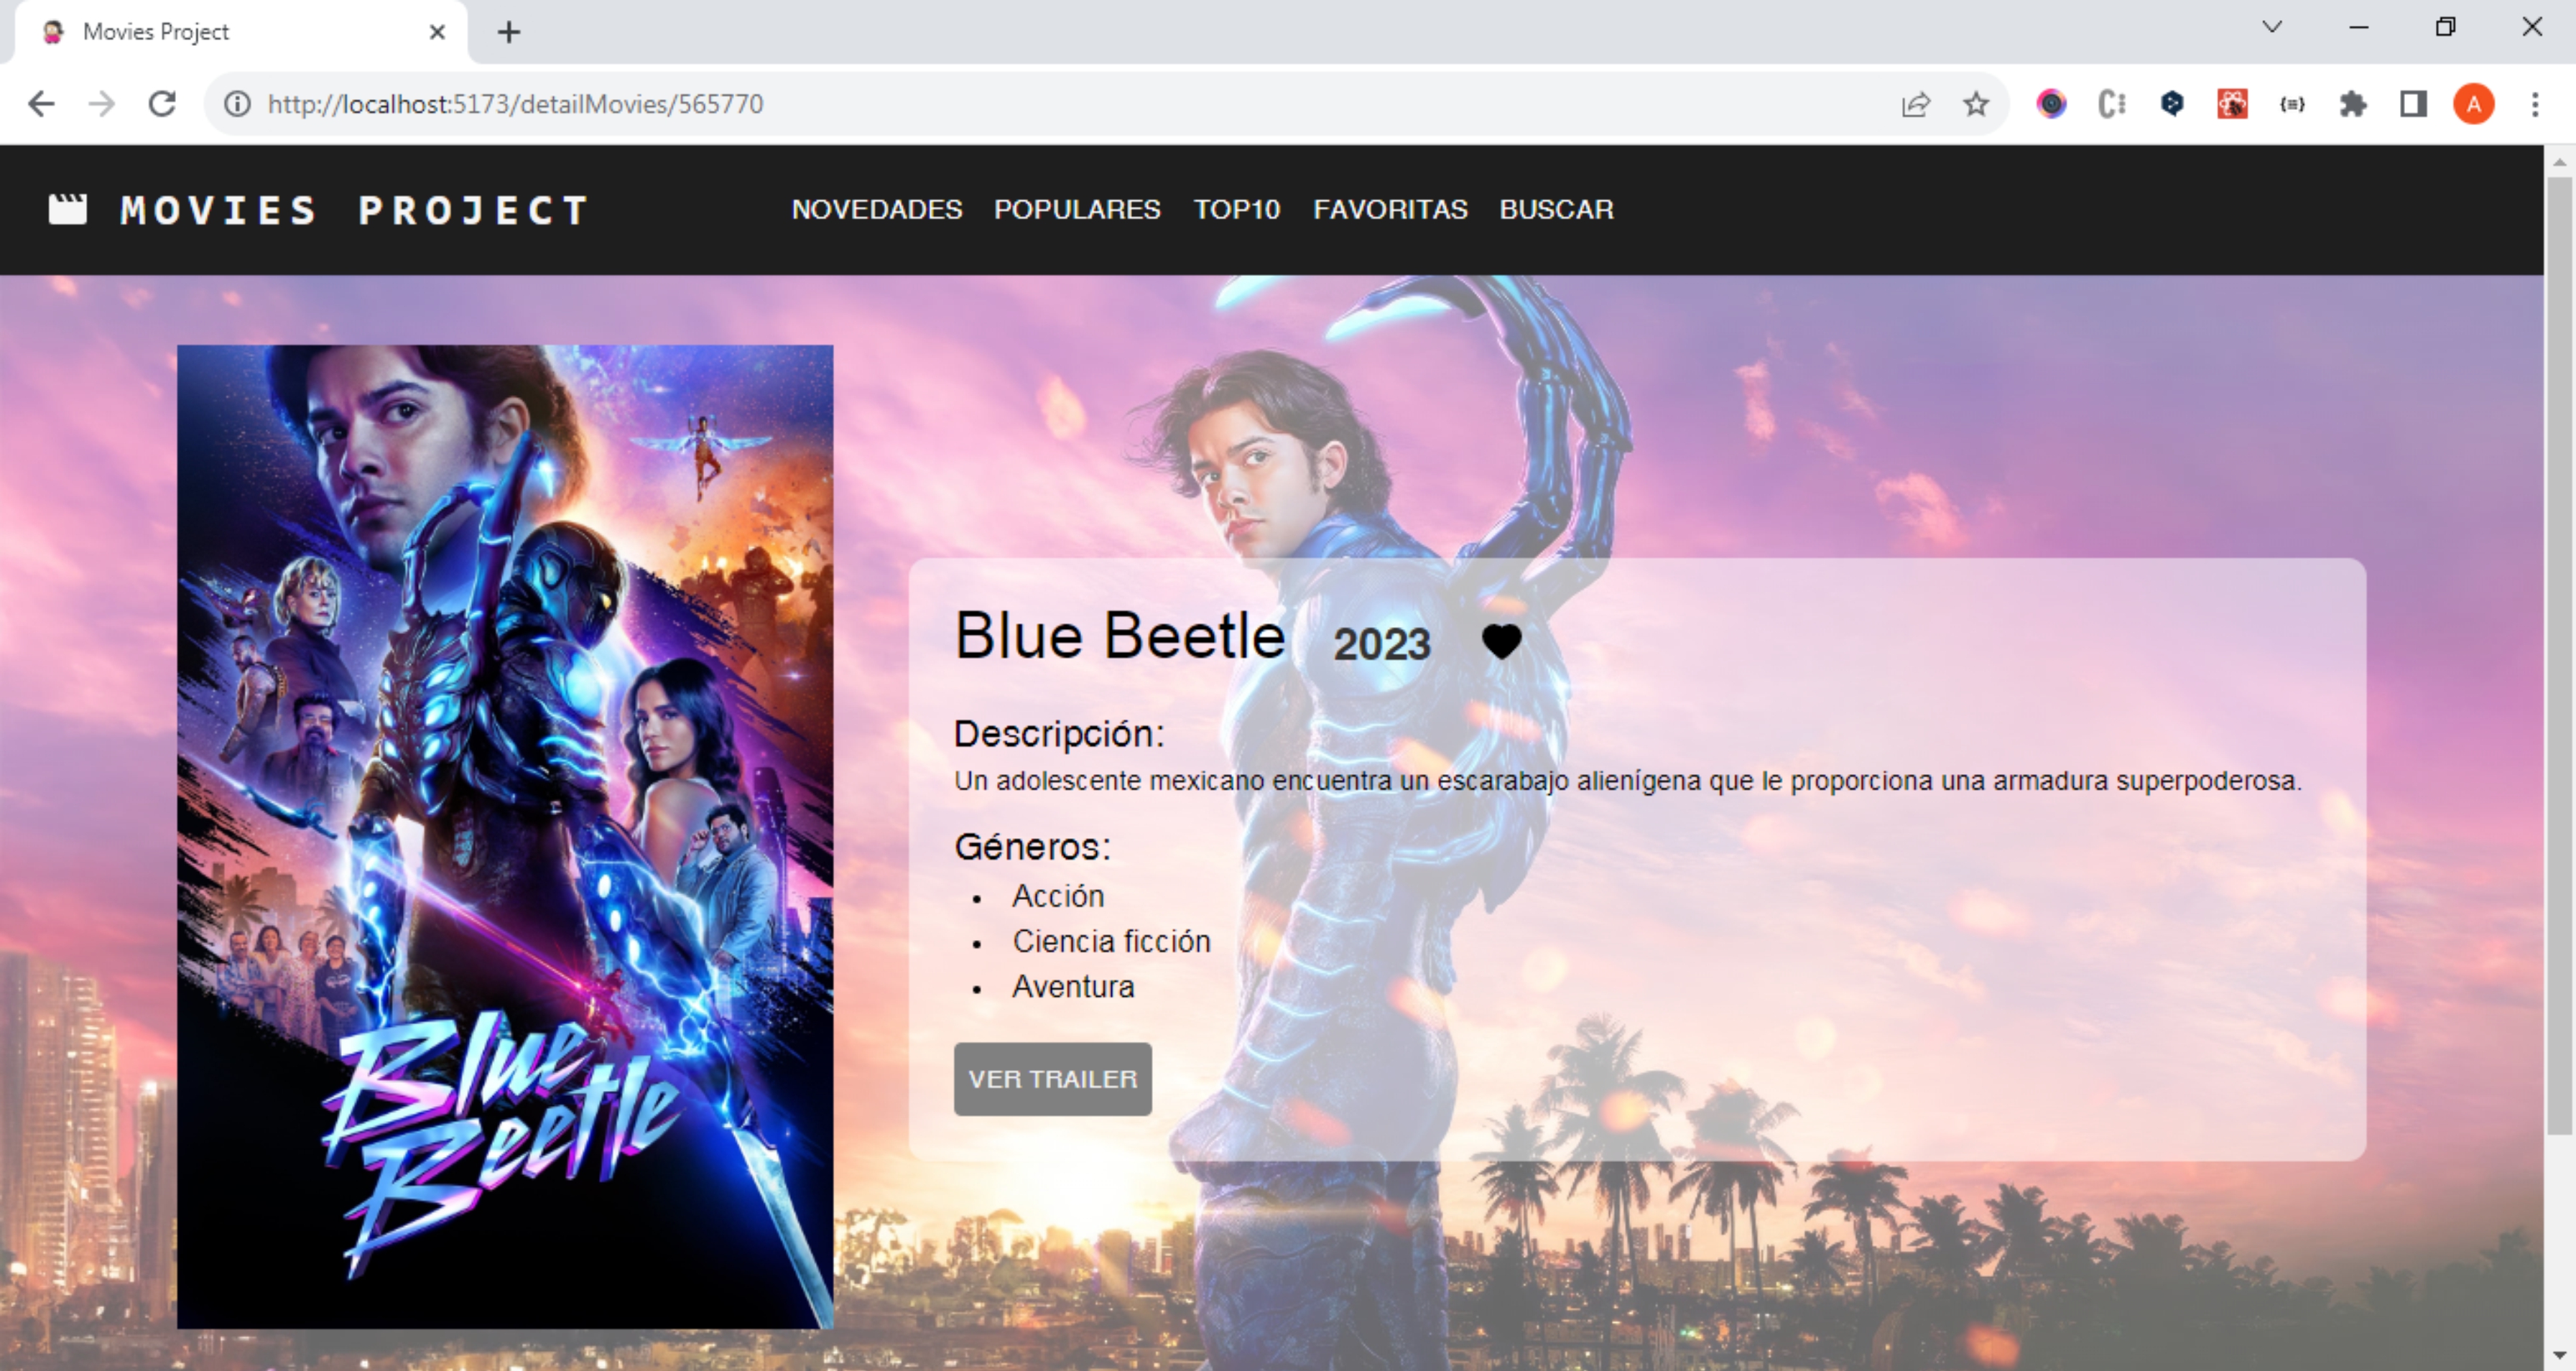 Movies Project
http://localhost:5173/detailMovies/565770
A
MOVIES PROJECT
NOVEDADES POPULARES TOP10 FAVORITAS BUSCAR
Blue Beetle 2023
Descripción:
Un adolescente mexicano encuentra un escarabajo alienígena que le proporciona una armadura superpoderosa.
Géneros:
• Acción
• Ciencia ficción
• Aventura
VER TRAILER
Blue
Beetle